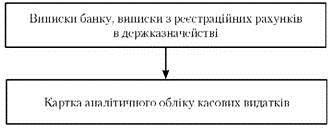 Виписки банку, виписки з реєстраційних рахунків
в держказначействі
Картка аналітичного обліку касових видатків